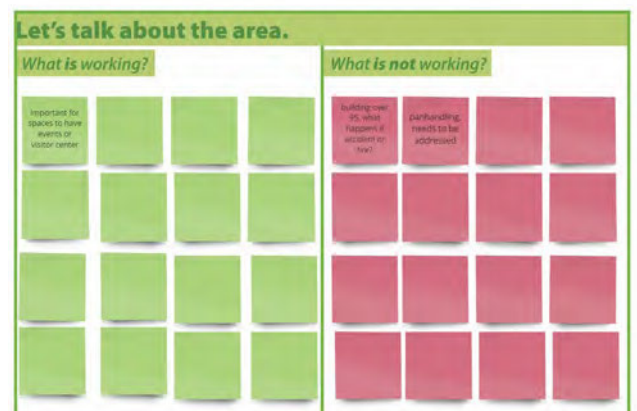 Let's talk about the area.
What is working?
important for
spaces to have
events or
visitor center
What is not working?
building over
95, what
happens if
accident or
fire?
panhandling,
needs to be
addressed